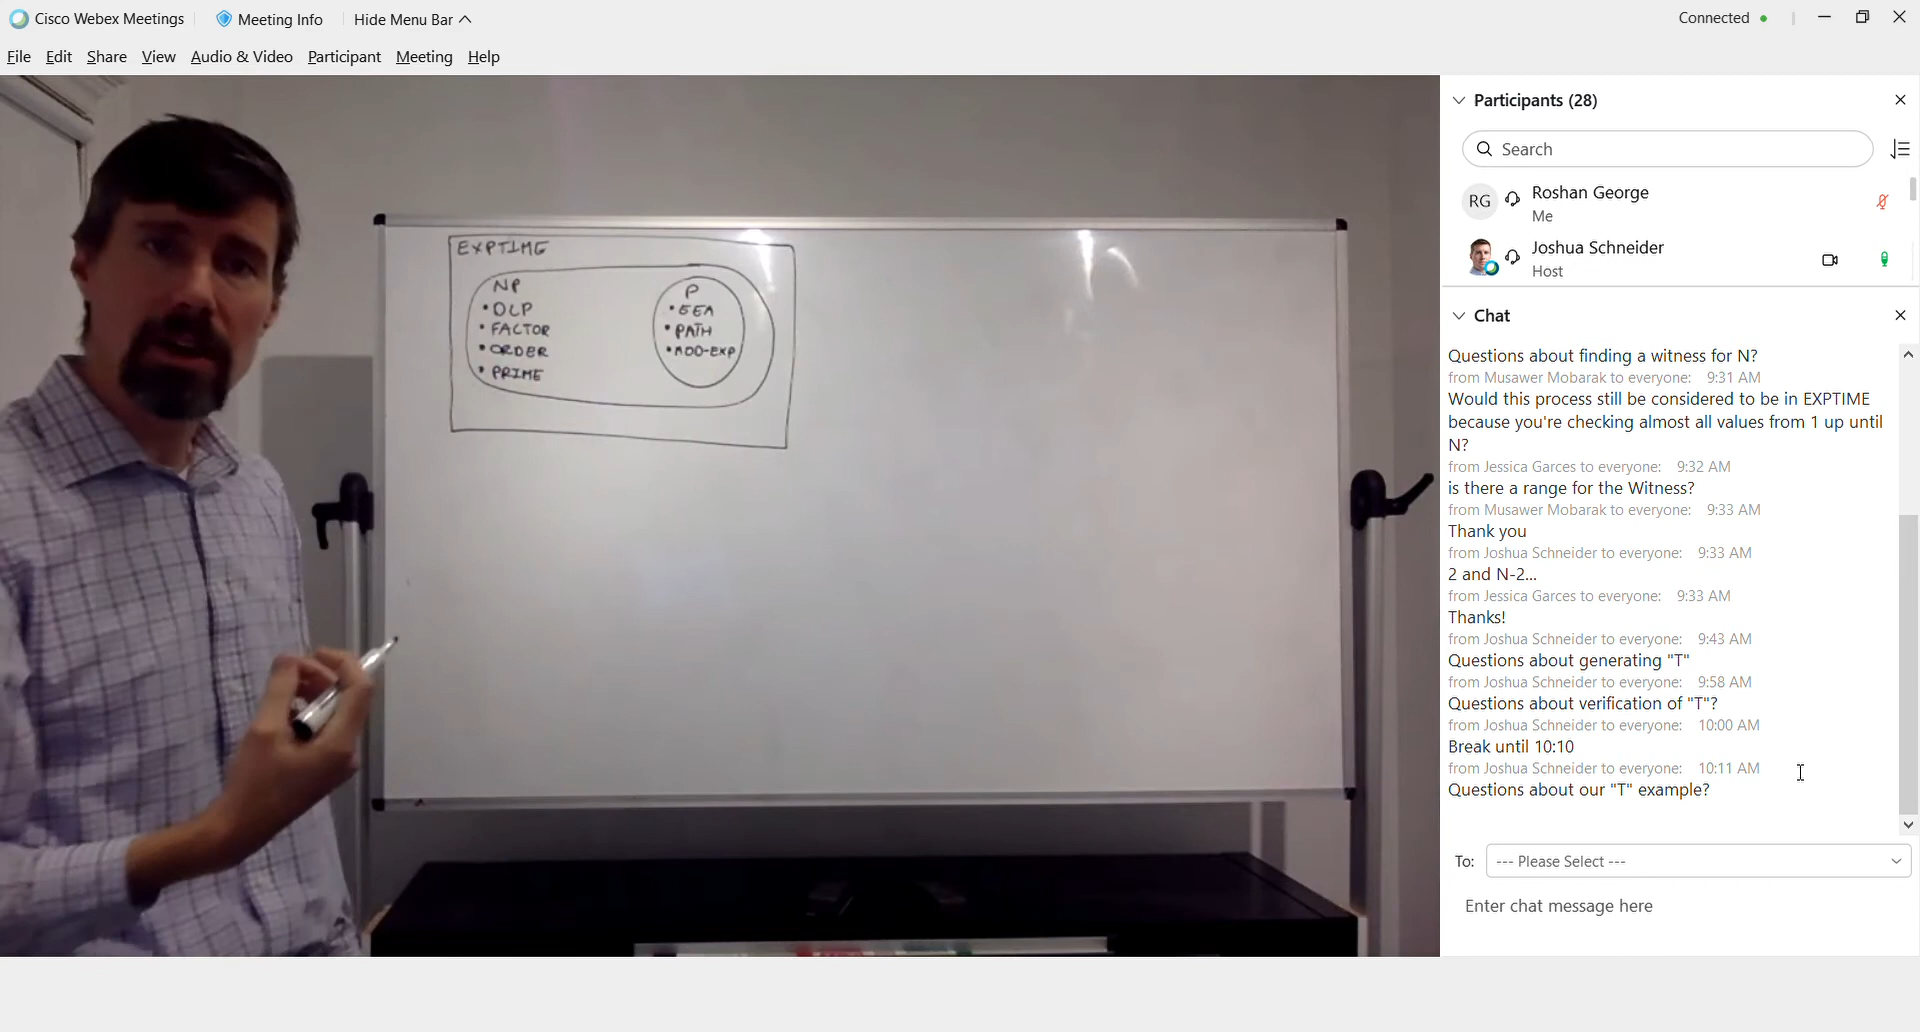 Cisco Webex Meetings Meeting Info Hide Menu Bar Connected
File Edit Share View Audio & Video Participant Meeting Help
EXPTIME
NP
• DLP
• FACTOR
• ORDER
• PRIME
P
• EEA
• PATH
• MOD-EXP
Participants (28)
Search
RG
Roshan George
Me
Joshua Schneider
Host
Chat
Questions about finding a witness for N?
from Musawer Mobarak to everyone: 9:31 AM
Would this process still be considered to be in EXPTIME
because you're checking almost all values from 1 up until
N?
from Jessica Garces to everyone: 9:32 AM
is there a range for the Witness?
from Musawer Mobarak to everyone: 9:33 AM
Thank you
from Joshua Schneider to everyone: 9:33 AM
2 and N-2...
from Jessica Garces to everyone: 9:33 AM
Thanks!
from Joshua Schneider to everyone: 9:43 AM
Questions about generating "T"
from Joshua Schneider to everyone: 9:58 AM
Questions about verification of "T"?
from Joshua Schneider to everyone: 10:00 AM
Break until 10:10
from Joshua Schneider to everyone: 10:11 AM
Questions about our "T" example?
To: --- Please Select ---
Enter chat message here